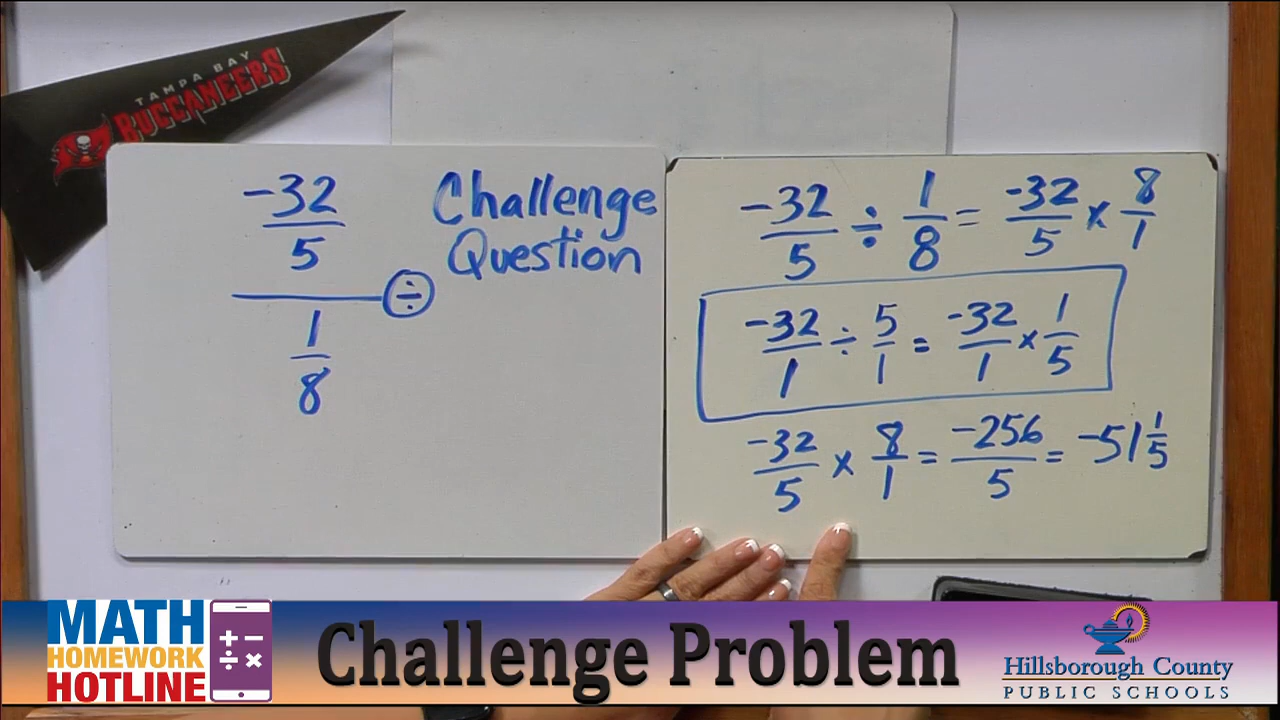 TAMPA BAY
BUCCANEERS
-32/5
÷
1/8
Challenge
Question
-32/5 ÷ 1/8 = -32/5 × 8/1
-32/1 ÷ 5/1 = -32/1 × 1/5
-32/5 × 8/1 = -256/5 = -51 1/5
MATH
HOMEWORK
HOTLINE
+ −
÷ ×
Challenge Problem
Hillsborough County
PUBLIC SCHOOLS